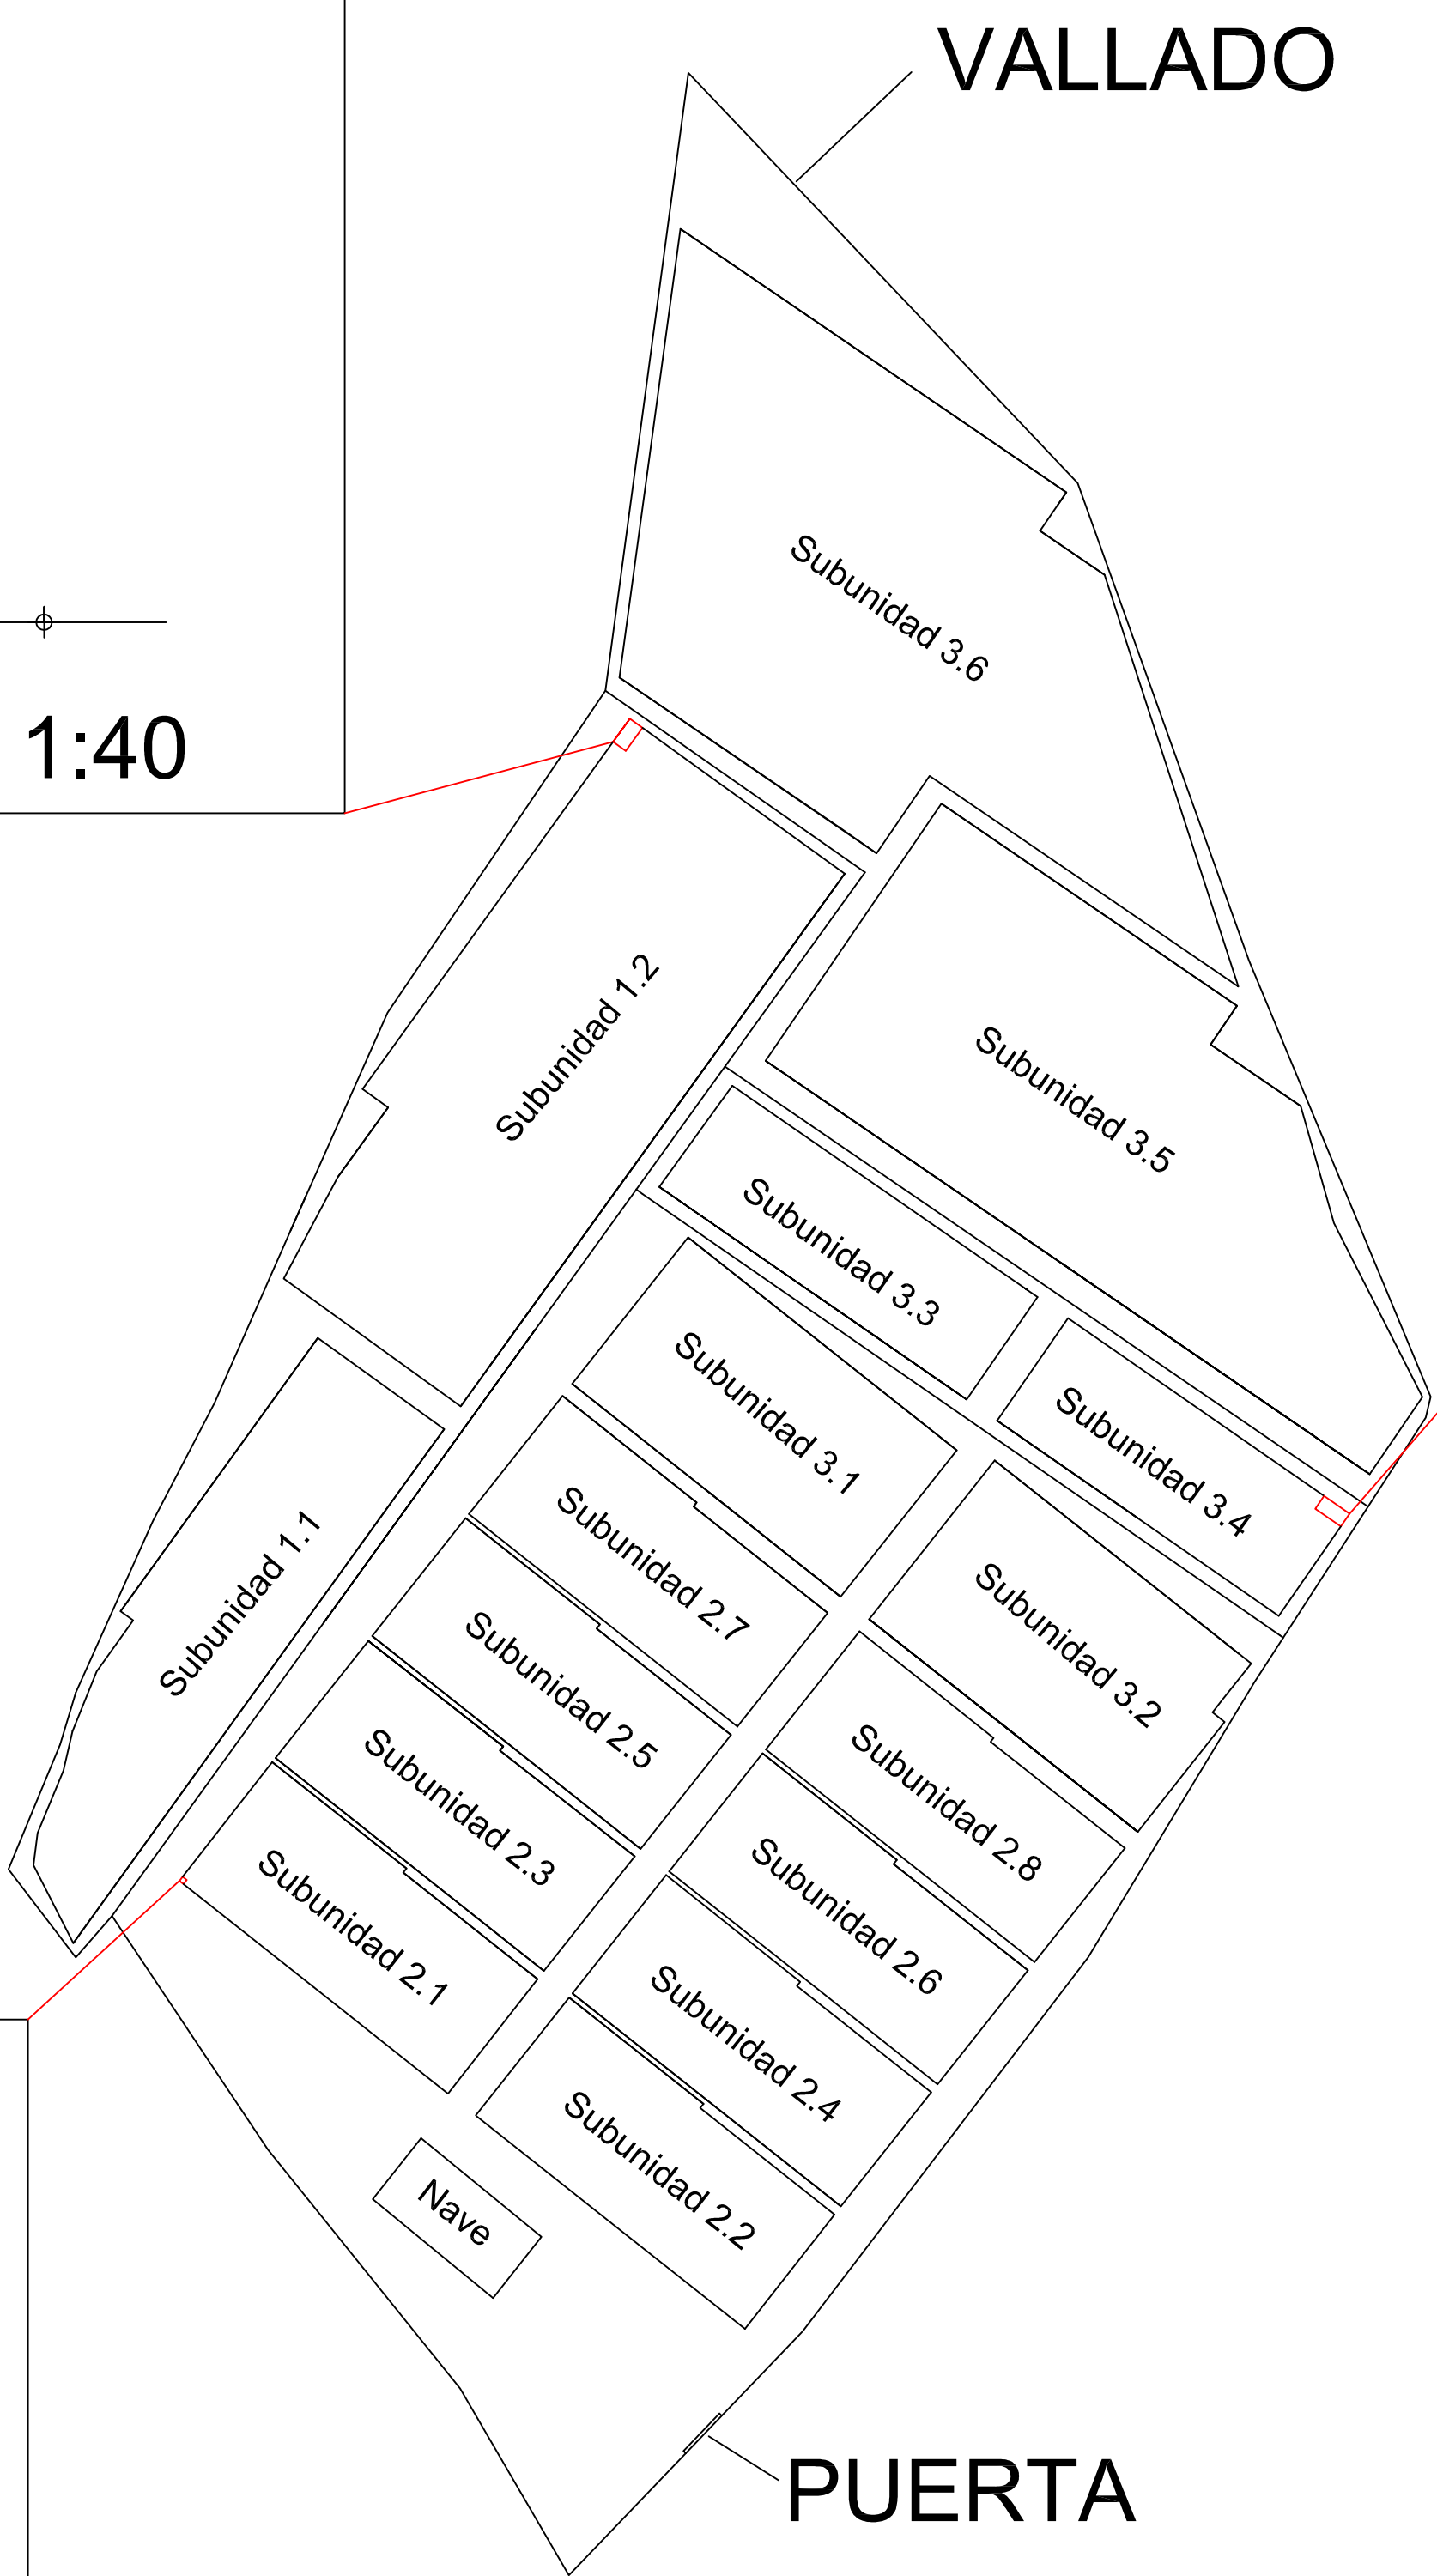 VALLADO
Subunidad 3.6
1:40
Subunidad 1.2
Subunidad 3.5
Subunidad 3.3
Subunidad 3.1
Subunidad 3.4
Subunidad 2.7
Subunidad 1.1
Subunidad 3.2
Subunidad 2.5
Subunidad 2.3
Subunidad 2.8
Subunidad 2.1
Subunidad 2.6
Subunidad 2.4
Subunidad 2.2
Nave
PUERTA